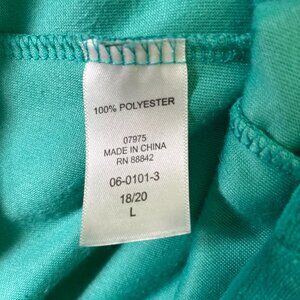 100% POLYESTER
07975
MADE IN CHINA
RN 88842
06-0101-3
18/20
L